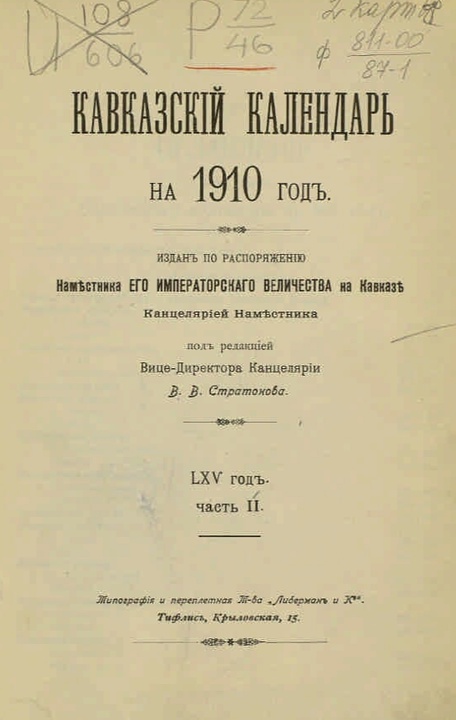 И 108 / 606
Р 72 / 46
2 карты
ф 811-00 / 87-1
КАВКАЗСКІЙ КАЛЕНДАРЬ
НА 1910 ГОДЪ.
ИЗДАНЪ ПО РАСПОРЯЖЕНІЮ
Намѣстника ЕГО ИМПЕРАТОРСКАГО ВЕЛИЧЕСТВА на Кавказѣ
Канцеляріей Намѣстника
подъ редакціей
Вице-Директора Канцеляріи
В. В. Стратонова.
LXV годъ.
часть II.
Типографія и переплетная Т-ва „Либерманъ и Кº“.
Тифлисъ, Крыловская, 15.